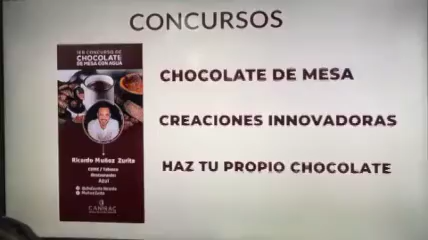 CONCURSOS
1ER CONCURSO DE
CHOCOLATE
DE MESA CON AGUA
Ricardo Muñoz Zurita
Azul
CHOCOLATE DE MESA
CREACIONES INNOVADORAS
HAZ TU PROPIO CHOCOLATE